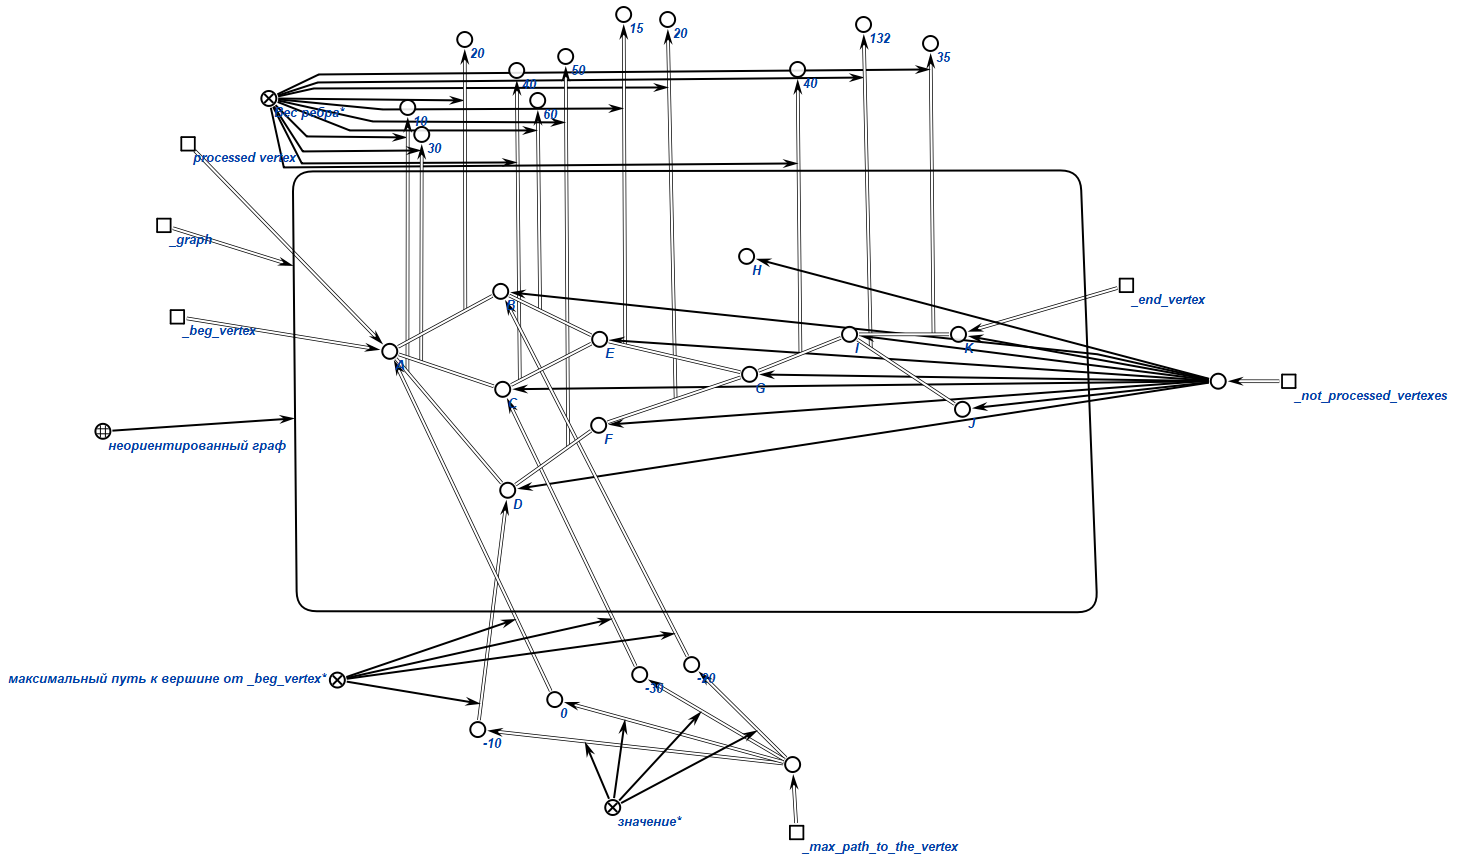 15
20
132
20
35
50
40
40
Вес ребра*
10
60
30
processed vertex
_graph
H
_end_vertex
B
_beg_vertex
E
I
K
A
G
_not_processed_vertexes
C
J
F
неориентированный граф
D
максимальный путь к вершине от _beg_vertex*
-20
-30
0
-10
значение*
_max_path_to_the_vertex